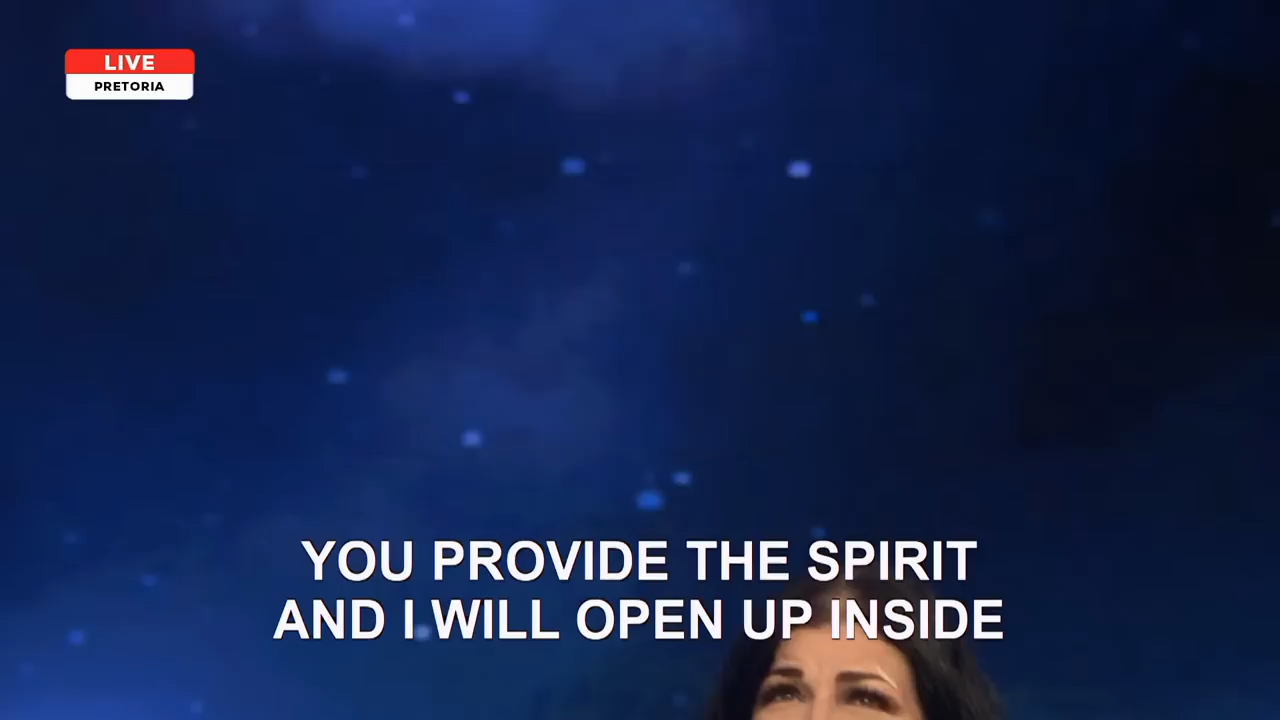 LIVE
PRETORIA
YOU PROVIDE THE SPIRIT
AND I WILL OPEN UP INSIDE